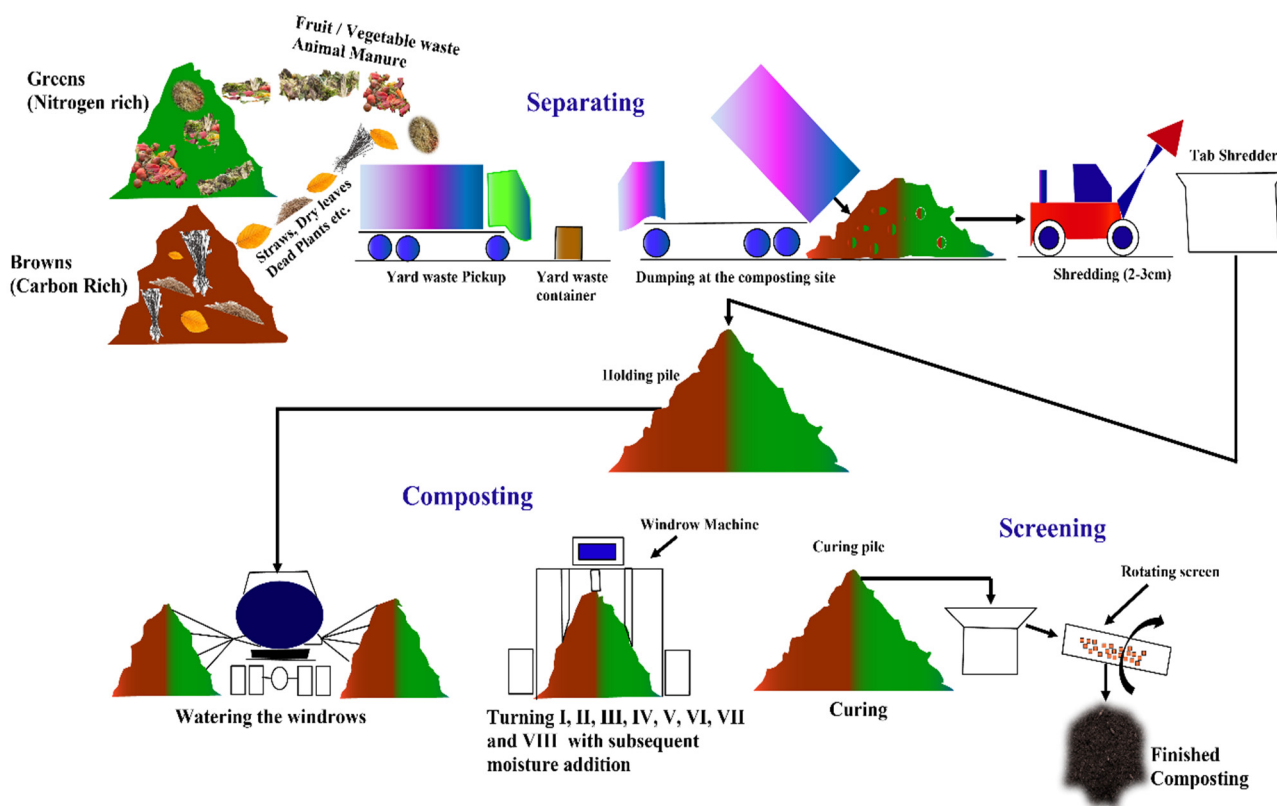 Fruit / Vegetable waste
Animal Manure
Greens
(Nitrogen rich)
Separating
Tab Shredder
Straws, Dry leaves
Dead Plants etc.
Browns
(Carbon Rich)
Yard waste Pickup
Yard waste
container
Dumping at the composting site
Shredding (2-3cm)
Holding pile
Composting
Windrow Machine
Screening
Curing pile
Rotating screen
Watering the windrows
Turning I, II, III, IV, V, VI, VII
and VIII with subsequent
moisture addition
Curing
Finished
Composting